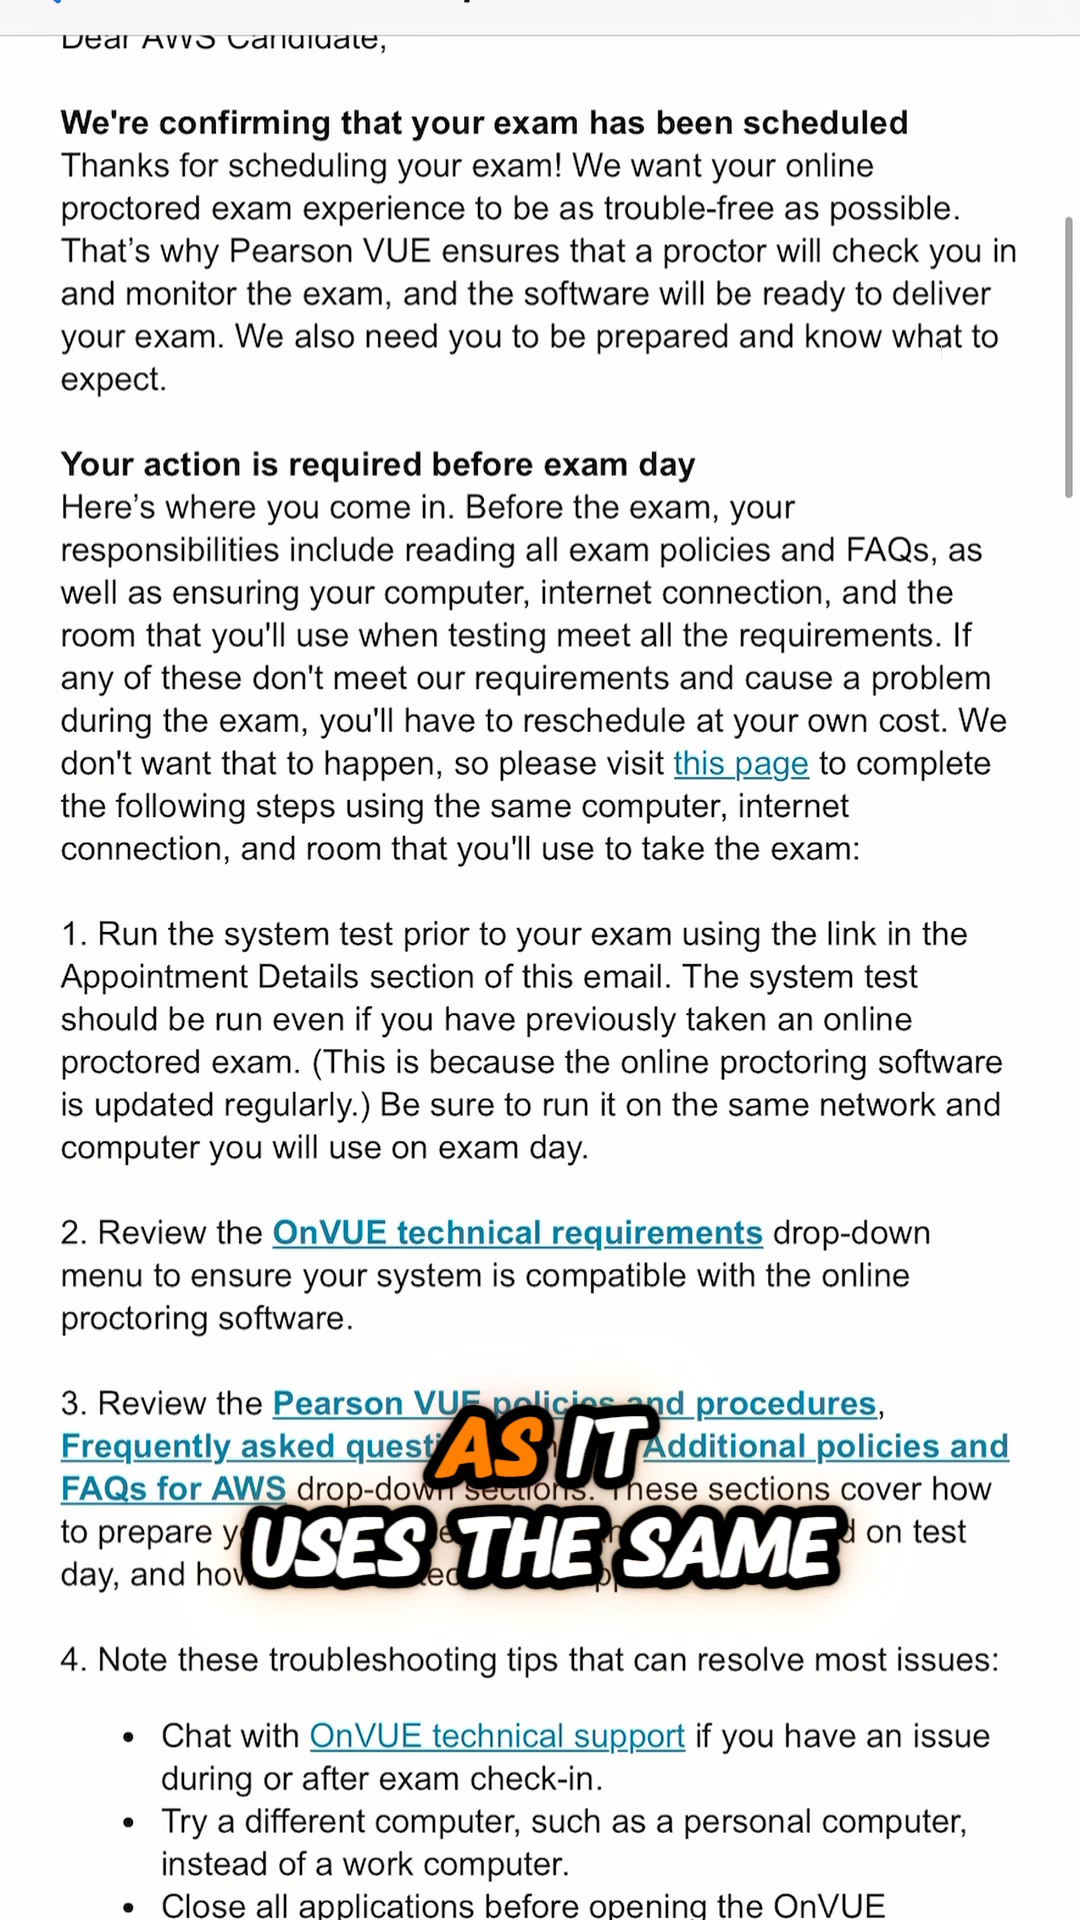 Dear AWS Candidate,
We're confirming that your exam has been scheduled
Thanks for scheduling your exam! We want your online
proctored exam experience to be as trouble-free as possible.
That's why Pearson VUE ensures that a proctor will check you in
and monitor the exam, and the software will be ready to deliver
your exam. We also need you to be prepared and know what to
expect.
Your action is required before exam day
Here's where you come in. Before the exam, your
responsibilities include reading all exam policies and FAQs, as
well as ensuring your computer, internet connection, and the
room that you'll use when testing meet all the requirements. If
any of these don't meet our requirements and cause a problem
during the exam, you'll have to reschedule at your own cost. We
don't want that to happen, so please visit this page to complete
the following steps using the same computer, internet
connection, and room that you'll use to take the exam:
1. Run the system test prior to your exam using the link in the
Appointment Details section of this email. The system test
should be run even if you have previously taken an online
proctored exam. (This is because the online proctoring software
is updated regularly.) Be sure to run it on the same network and
computer you will use on exam day.
2. Review the OnVUE technical requirements drop-down
menu to ensure your system is compatible with the online
proctoring software.
3. Review the Pearson VUE policies and procedures,
Frequently asked Additional policies and
FAQs for AWS drop-down sections. These sections cover how
to prepare on test
day, and
AS IT
USES THE SAME
4. Note these troubleshooting tips that can resolve most issues:
• Chat with OnVUE technical support if you have an issue
during or after exam check-in.
• Try a different computer, such as a personal computer,
instead of a work computer.
• Close all applications before opening the OnVUE